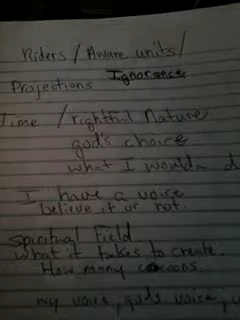 Riders / Aware units /
Projections Ignorance
Time / rightful Nature
god's choice
what I
I have a voice
believe it or not.
Spiritual Field
what it takes to create.
How many cocoons
my voice, gods voice,